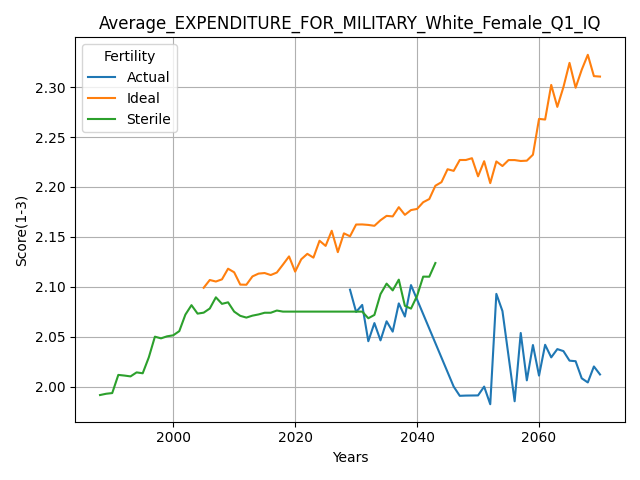 Average_EXPENDITURE_FOR_MILITARY_White_Female_Q1_IQ
Fertility
Actual
Ideal
Sterile
Score(1-3)
2.30
2.25
2.20
2.15
2.10
2.05
2.00
2000
2020
2040
2060
Years